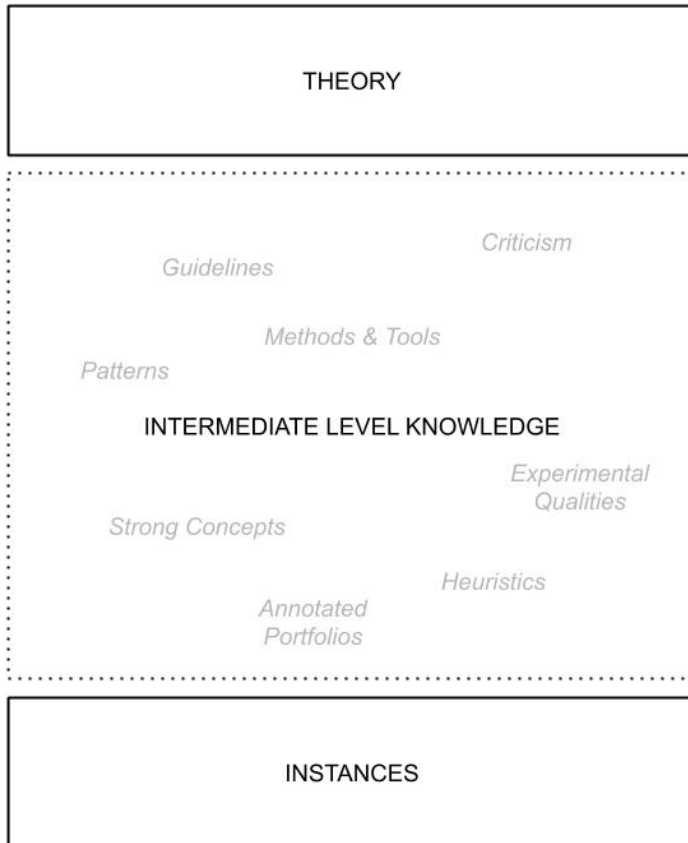 THEORY
Criticism
Guidelines
Methods & Tools
Patterns
INTERMEDIATE LEVEL KNOWLEDGE
Experimental
Qualities
Strong Concepts
Heuristics
Annotated
Portfolios
INSTANCES